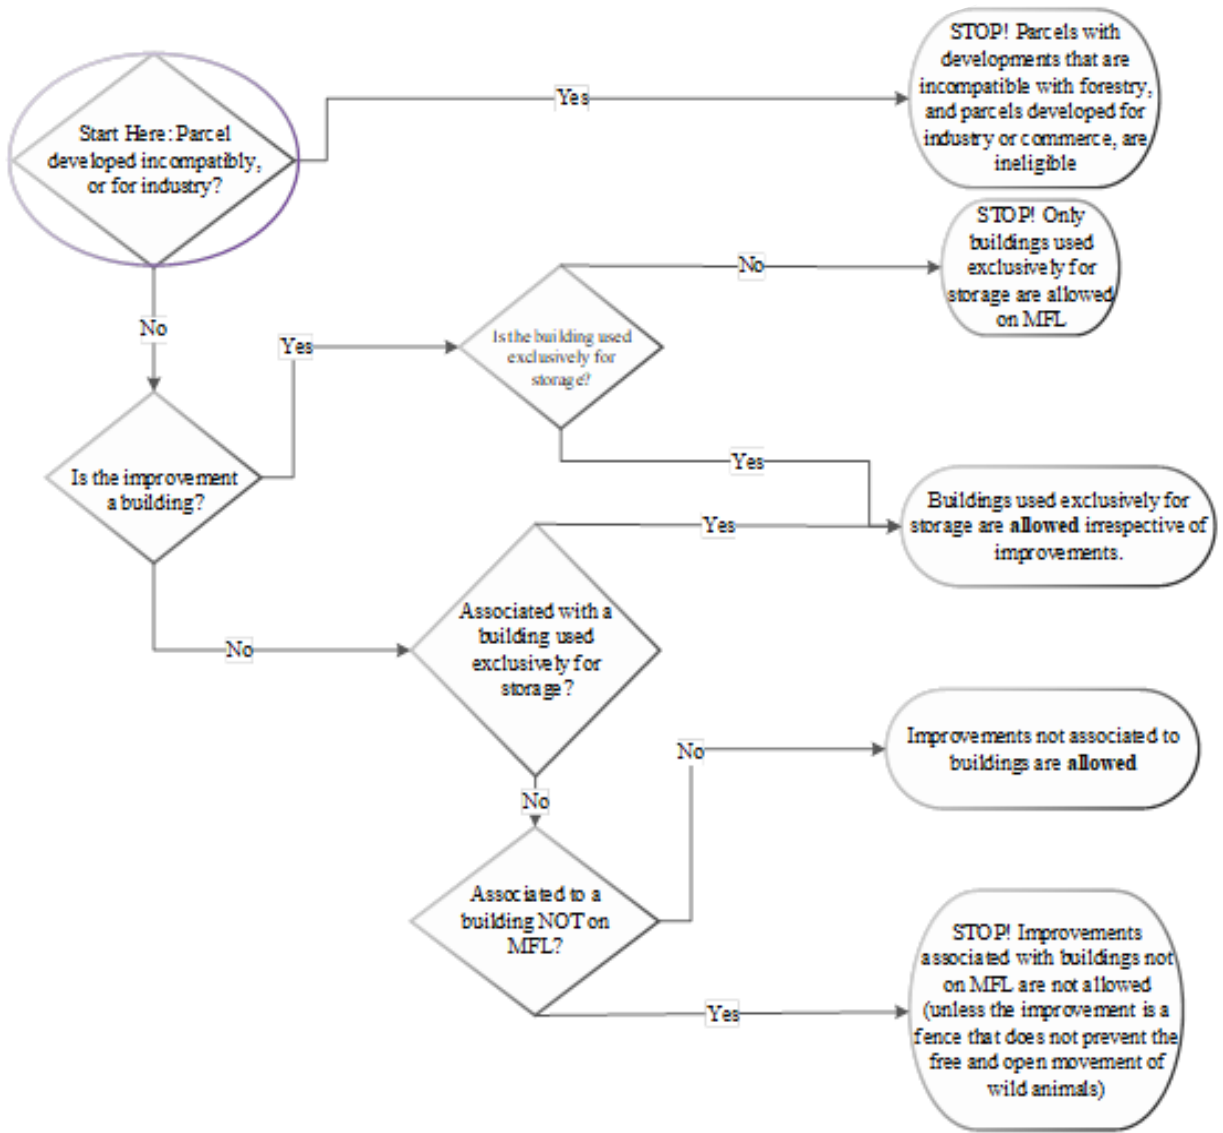 STOP! Parcels with
developments that are
incompatible with forestry,
and parcels developed for
industry or commerce, are
ineligible
Yes
Start Here: Parcel
developed incompatibly,
or for industry?
STOP! Only
buildings used
exclusively for
storage are allowed
on MFL
No
No
Yes
Is the building used
exclusively for
storage?
Is the improvement
a building?
Yes
Buildings used exclusively for
storage are allowed irrespective of
improvements.
Yes
Associated with a
building used
exclusively for
storage?
No
Improvements not associated to
buildings are allowed
No
No
Associated to a
building NOT on
MFL?
STOP! Improvements
associated with buildings not
on MFL are not allowed
(unless the improvement is a
fence that does not prevent the
free and open movement of
wild animals)
Yes